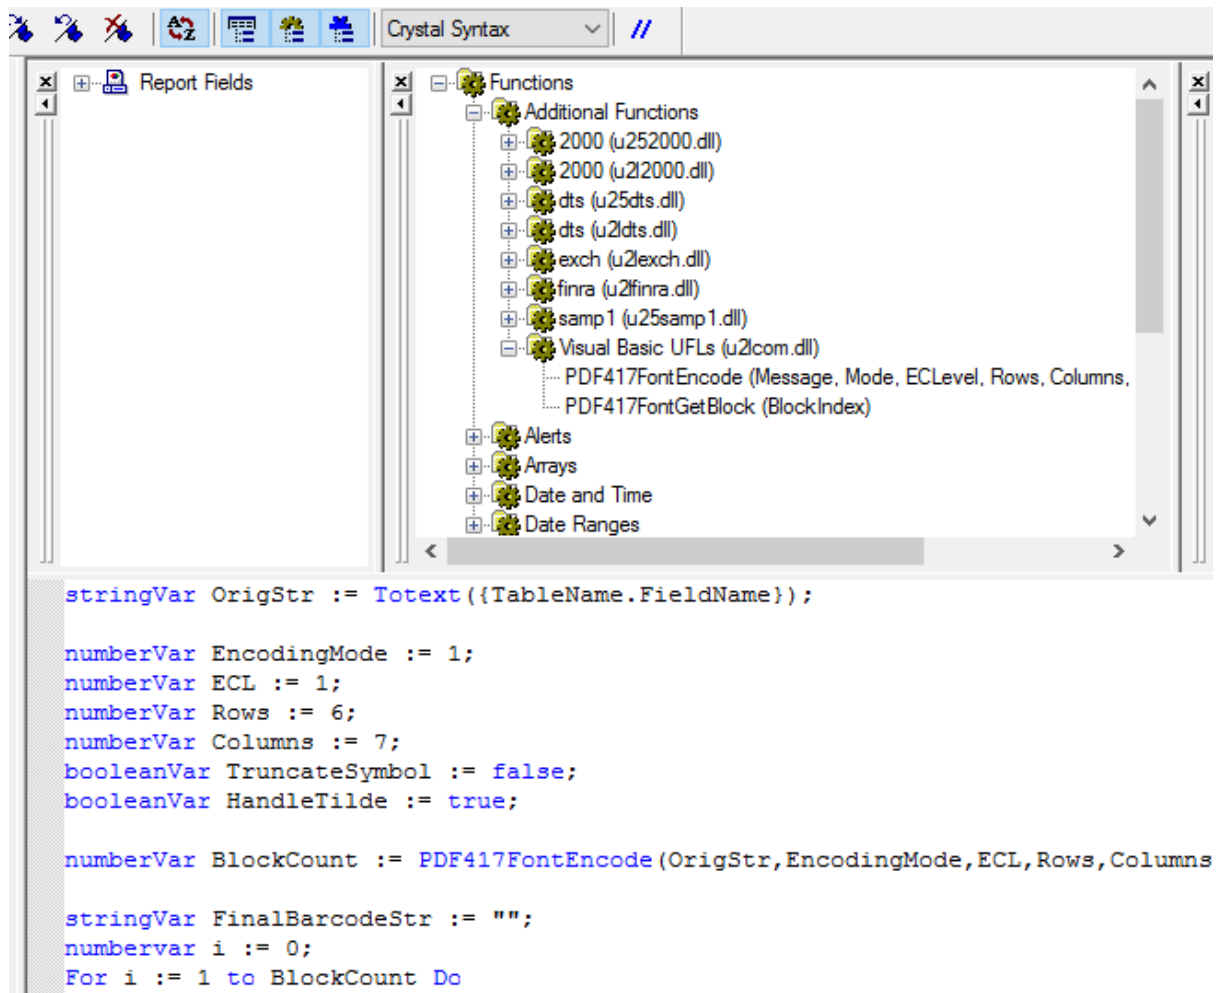 Crystal Syntax //
Report Fields
Functions
Additional Functions
2000 (u252000.dll)
2000 (u2l2000.dll)
dts (u25dts.dll)
dts (u2ldts.dll)
exch (u2lexch.dll)
finra (u2lfinra.dll)
samp1 (u25samp1.dll)
Visual Basic UFLs (u2lcom.dll)
PDF417FontEncode (Message, Mode, ECLevel, Rows, Columns,
PDF417FontGetBlock (BlockIndex)
Alerts
Arrays
Date and Time
Date Ranges
stringVar OrigStr := Totext({TableName.FieldName});
numberVar EncodingMode := 1;
numberVar ECL := 1;
numberVar Rows := 6;
numberVar Columns := 7;
booleanVar TruncateSymbol := false;
booleanVar HandleTilde := true;
numberVar BlockCount := PDF417FontEncode(OrigStr,EncodingMode,ECL,Rows,Columns
stringVar FinalBarcodeStr := "";
numbervar i := 0;
For i := 1 to BlockCount Do